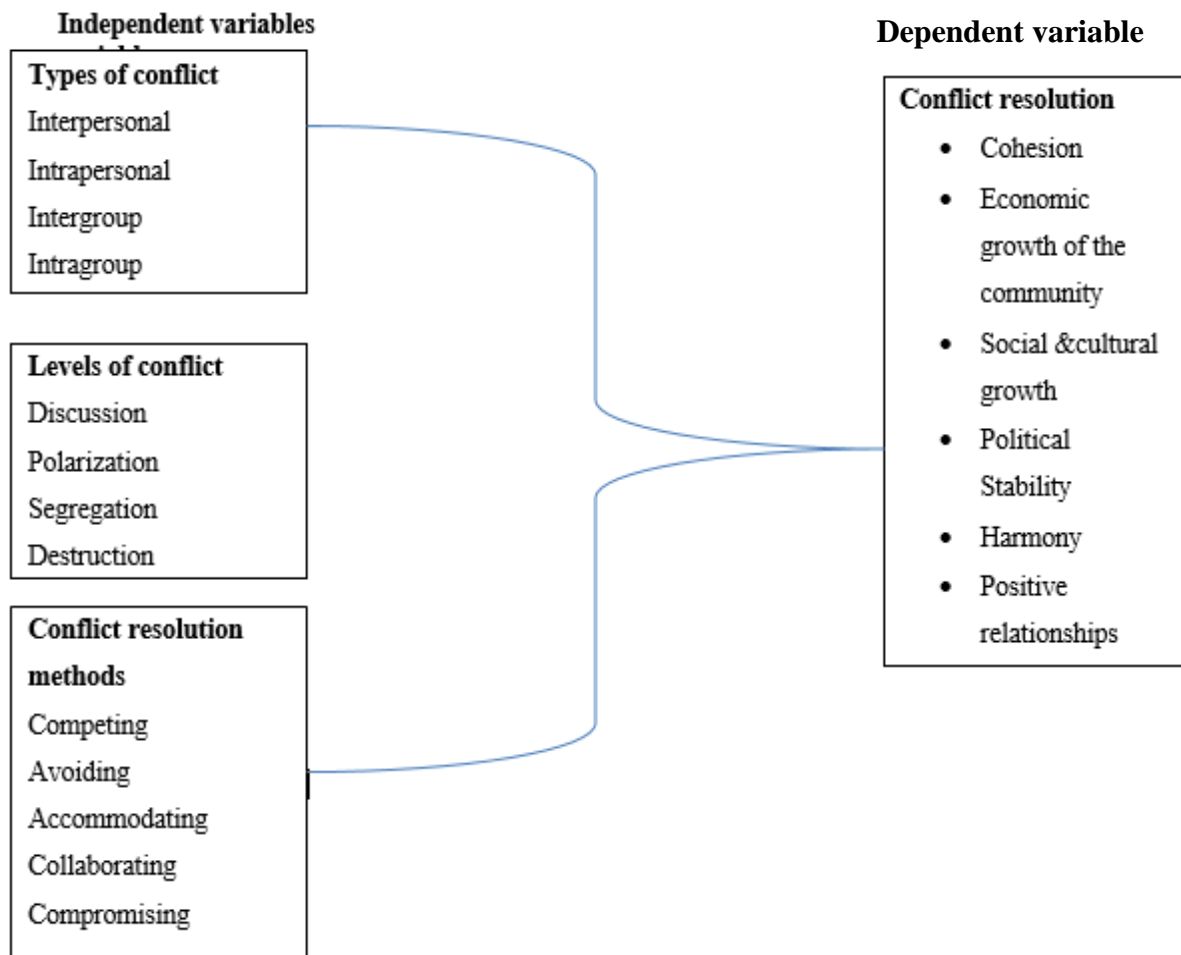 Independent variables
Types of conflict
Interpersonal
Intrapersonal
Intergroup
Intragroup
Levels of conflict
Discussion
Polarization
Segregation
Destruction
Conflict resolution
methods
Competing
Avoiding
Accommodating
Collaborating
Compromising
Dependent variable
Conflict resolution
• Cohesion
• Economic
growth of the
community
• Social &cultural
growth
• Political
Stability
• Harmony
• Positive
relationships